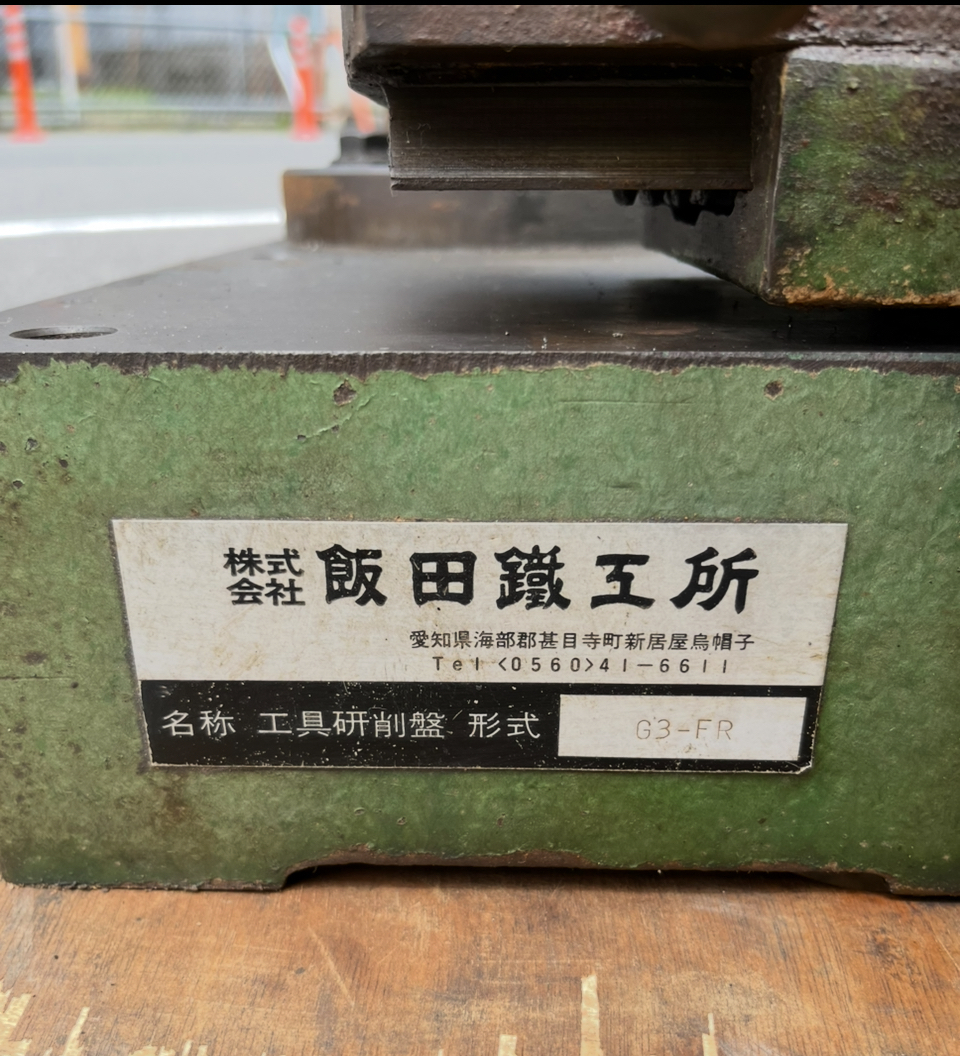 株式会社 飯田鐵工所
愛知県海部郡甚目寺町新居屋烏帽子
Tel <0560>41-6611
名称 工具研削盤 形式 G3-FR